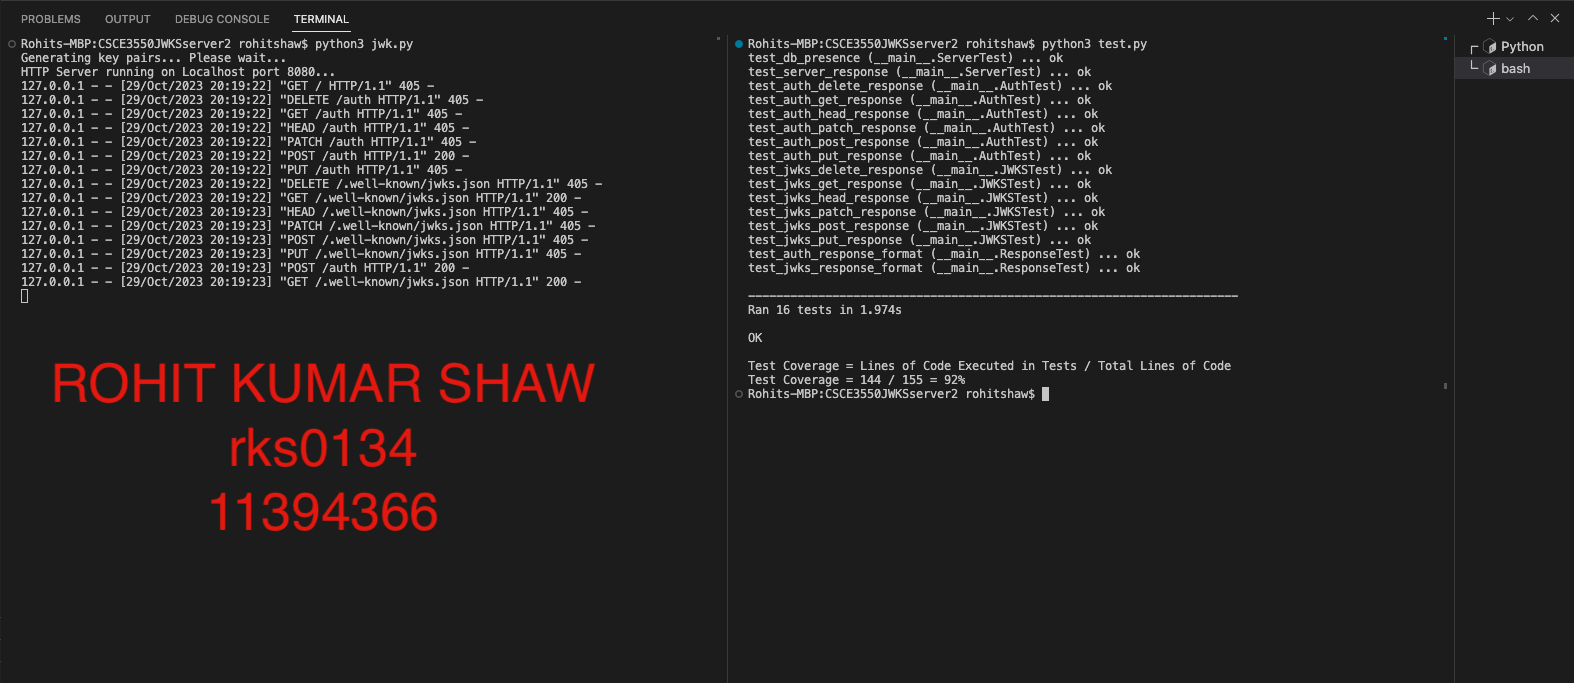 PROBLEMS OUTPUT DEBUG CONSOLE TERMINAL
Rohits-MBP:CSCE3550JWKSserver2 rohitshaw$ python3 jwk.py
Generating key pairs... Please wait...
HTTP Server running on Localhost port 8080...
127.0.0.1 - - [29/Oct/2023 20:19:22] "GET / HTTP/1.1" 405 -
127.0.0.1 - - [29/Oct/2023 20:19:22] "DELETE /auth HTTP/1.1" 405 -
127.0.0.1 - - [29/Oct/2023 20:19:22] "GET /auth HTTP/1.1" 405 -
127.0.0.1 - - [29/Oct/2023 20:19:22] "HEAD /auth HTTP/1.1" 405 -
127.0.0.1 - - [29/Oct/2023 20:19:22] "PATCH /auth HTTP/1.1" 405 -
127.0.0.1 - - [29/Oct/2023 20:19:22] "POST /auth HTTP/1.1" 200 -
127.0.0.1 - - [29/Oct/2023 20:19:22] "PUT /auth HTTP/1.1" 405 -
127.0.0.1 - - [29/Oct/2023 20:19:22] "DELETE /.well-known/jwks.json HTTP/1.1" 405 -
127.0.0.1 - - [29/Oct/2023 20:19:22] "GET /.well-known/jwks.json HTTP/1.1" 200 -
127.0.0.1 - - [29/Oct/2023 20:19:23] "HEAD /.well-known/jwks.json HTTP/1.1" 405 -
127.0.0.1 - - [29/Oct/2023 20:19:23] "PATCH /.well-known/jwks.json HTTP/1.1" 405 -
127.0.0.1 - - [29/Oct/2023 20:19:23] "POST /.well-known/jwks.json HTTP/1.1" 405 -
127.0.0.1 - - [29/Oct/2023 20:19:23] "PUT /.well-known/jwks.json HTTP/1.1" 405 -
127.0.0.1 - - [29/Oct/2023 20:19:23] "POST /auth HTTP/1.1" 200 -
127.0.0.1 - - [29/Oct/2023 20:19:23] "GET /.well-known/jwks.json HTTP/1.1" 200 -
ROHIT KUMAR SHAW
rks0134
11394366
Rohits-MBP:CSCE3550JWKSserver2 rohitshaw$ python3 test.py
test_db_presence (__main__.ServerTest) ... ok
test_server_response (__main__.ServerTest) ... ok
test_auth_delete_response (__main__.AuthTest) ... ok
test_auth_get_response (__main__.AuthTest) ... ok
test_auth_head_response (__main__.AuthTest) ... ok
test_auth_patch_response (__main__.AuthTest) ... ok
test_auth_post_response (__main__.AuthTest) ... ok
test_auth_put_response (__main__.AuthTest) ... ok
test_jwks_delete_response (__main__.JWKSTest) ... ok
test_jwks_get_response (__main__.JWKSTest) ... ok
test_jwks_head_response (__main__.JWKSTest) ... ok
test_jwks_patch_response (__main__.JWKSTest) ... ok
test_jwks_post_response (__main__.JWKSTest) ... ok
test_jwks_put_response (__main__.JWKSTest) ... ok
test_auth_response_format (__main__.ResponseTest) ... ok
test_jwks_response_format (__main__.ResponseTest) ... ok
----------------------------------------------------------------------
Ran 16 tests in 1.974s
OK
Test Coverage = Lines of Code Executed in Tests / Total Lines of Code
Test Coverage = 144 / 155 = 92%
Rohits-MBP:CSCE3550JWKSserver2 rohitshaw$
Python
bash